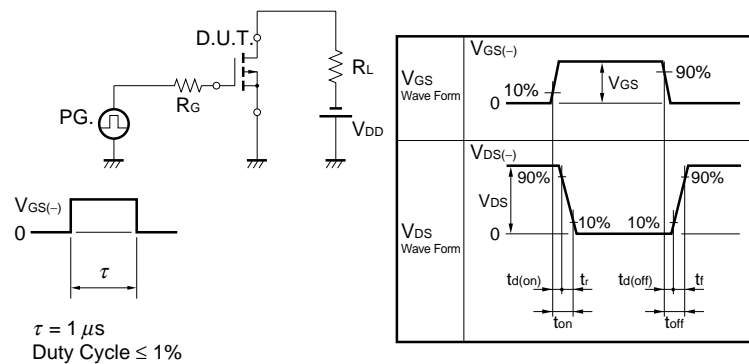 D.U.T.
RL
RG
PG.
VDD
VGS(−)
0
τ
τ = 1 μs
Duty Cycle ≤ 1%
VGS
Wave Form
VGS(−)
10%
VGS
90%
0
VDS
Wave Form
VDS(−)
90%
90%
VDS
10%
10%
0
td(on)
tr
td(off)
tf
ton
toff